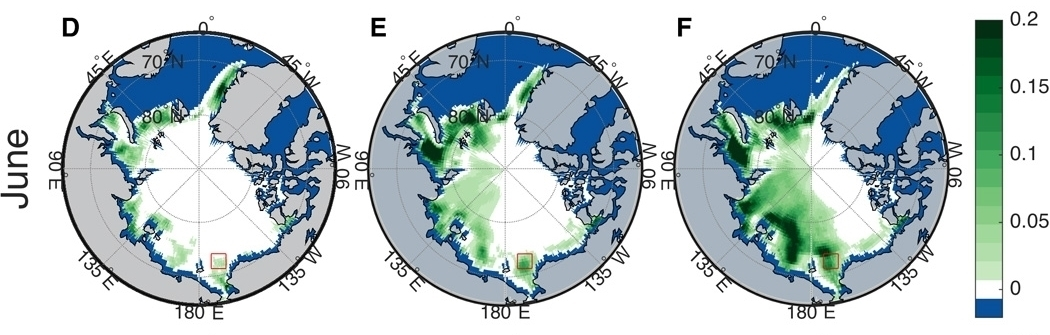 D E F
June
0° 0° 0°
45°E 45°W 45°E 45°W 45°E 45°W
70°N 70°N 70°N
80°N 80°N 80°N
90°E 90°W 90°E 90°W 90°E 90°W
135°E 135°W 135°E 135°W 135°E 135°W
180°E 180°E 180°E
0.2
0.15
0.1
0.05
0